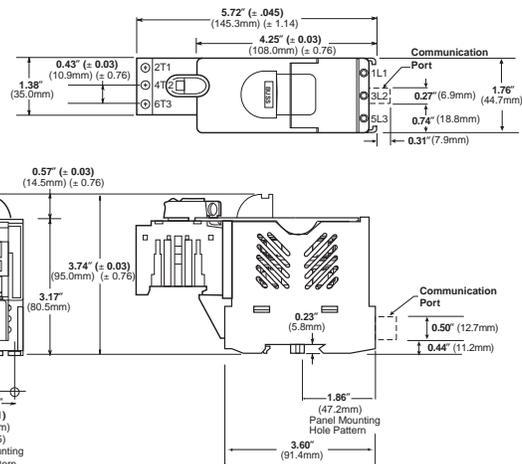 5.72″ (± .045)
(145.3mm) (± 1.14)
4.25″ (± 0.03)
(108.0mm) (± 0.76)
Communication
Port
0.43″ (± 0.03)
(10.9mm) (± 0.76)
2T1
4T2
6T3
1L1
3L2
5L3
BUSS
1.38″
(35.0mm)
0.27″(6.9mm)
1.76″
(44.7mm)
0.74″(18.8mm)
0.31″(7.9mm)
0.57″ (± 0.03)
(14.5mm) (± 0.76)
3.74″ (± 0.03)
(95.0mm) (± 0.76)
3.17″
(80.5mm)
Communication
Port
0.23″
(5.8mm)
0.50″ (12.7mm)
0.44″ (11.2mm)
1.86″
(47.2mm)
Panel Mounting
Hole Pattern
3.60″
(91.4mm)